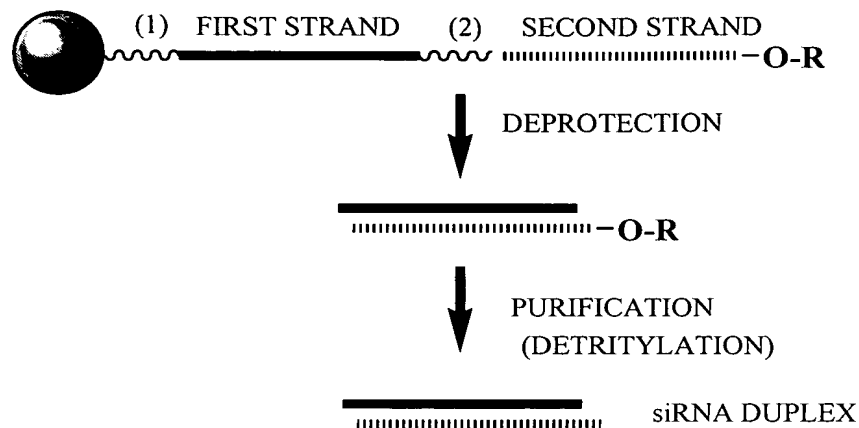 (1) FIRST STRAND (2) SECOND STRAND
O-R
DEPROTECTION
O-R
PURIFICATION
(DETRITYLATION)
siRNA DUPLEX